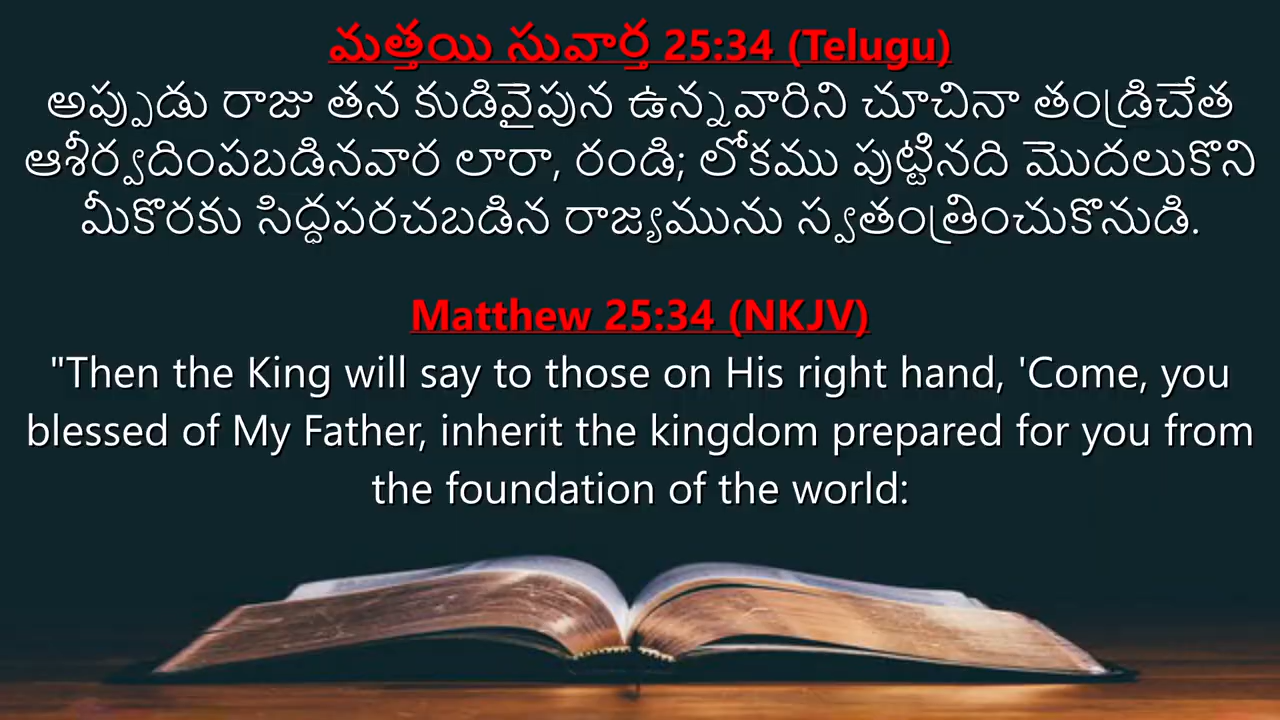 మత్తయి సువార్త 25:34 (Telugu)
అప్పుడు రాజు తన కుడివైపున ఉన్నవారిని చూచినా తండ్రిచేత
ఆశీర్వదింపబడినవార లారా, రండి; లోకము పుట్టినది మొదలుకొని
మీకొరకు సిద్ధపరచబడిన రాజ్యమును స్వతంత్రించుకొనుడి.
Matthew 25:34 (NKJV)
"Then the King will say to those on His right hand, 'Come, you
blessed of My Father, inherit the kingdom prepared for you from
the foundation of the world: